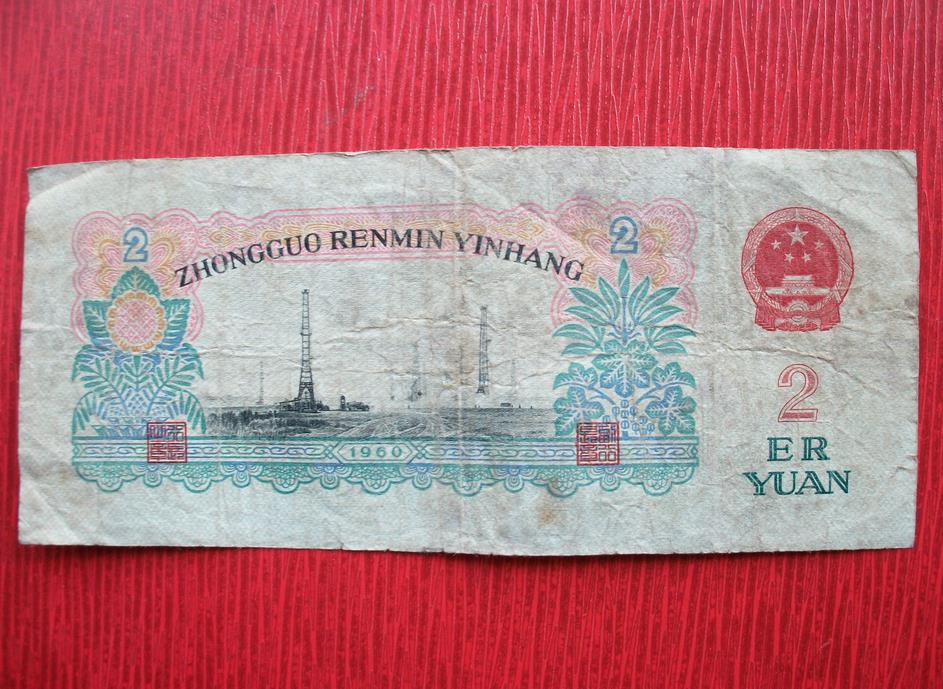 2
2
ZHONGGUO RENMIN YINHANG
1960
2
ER
YUAN